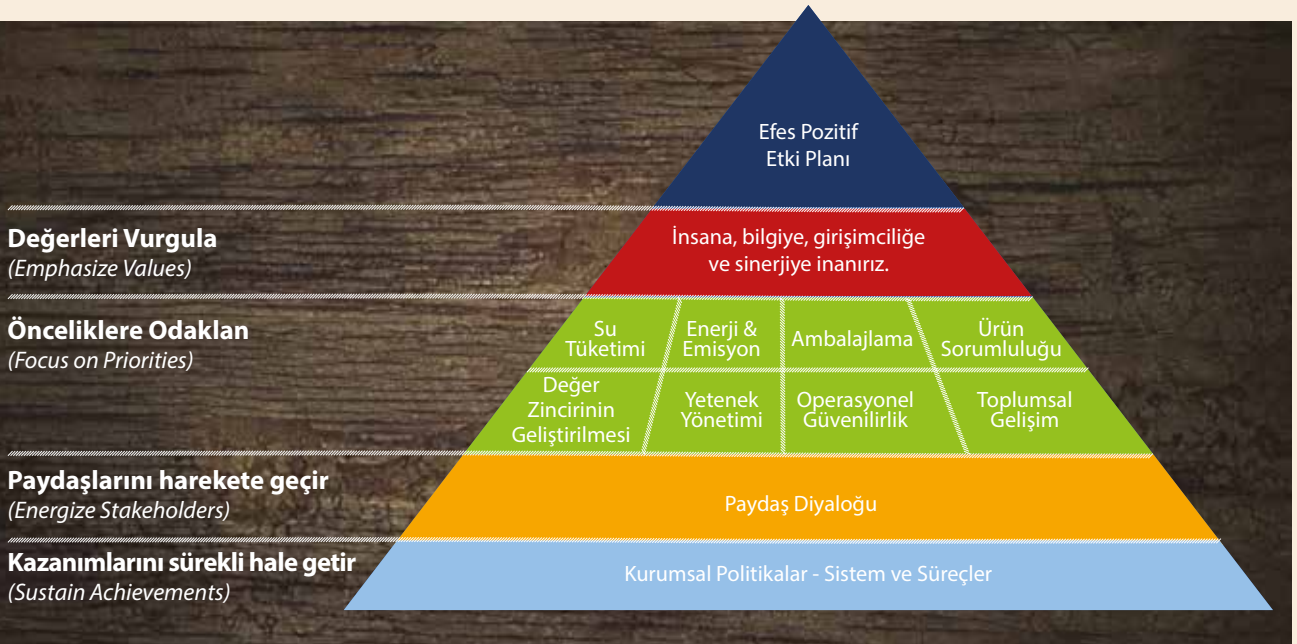 Efes Pozitif
Etki Planı
Değerleri Vurgula
(Emphasize Values)
İnsana, bilgiye, girişimciliğe
ve sinerjiye inanırız.
Önceliklere Odaklan
(Focus on Priorities)
Su
Tüketimi
Enerji &
Emisyon
Ambalajlama
Ürün
Sorumluluğu
Değer
Zincirinin
Geliştirilmesi
Yetenek
Yönetimi
Operasyonel
Güvenilirlik
Toplumsal
Gelişim
Paydaşlarını harekete geçir
(Energize Stakeholders)
Paydaş Diyaloğu
Kazanımlarını sürekli hale getir
(Sustain Achievements)
Kurumsal Politikalar - Sistem ve Süreçler